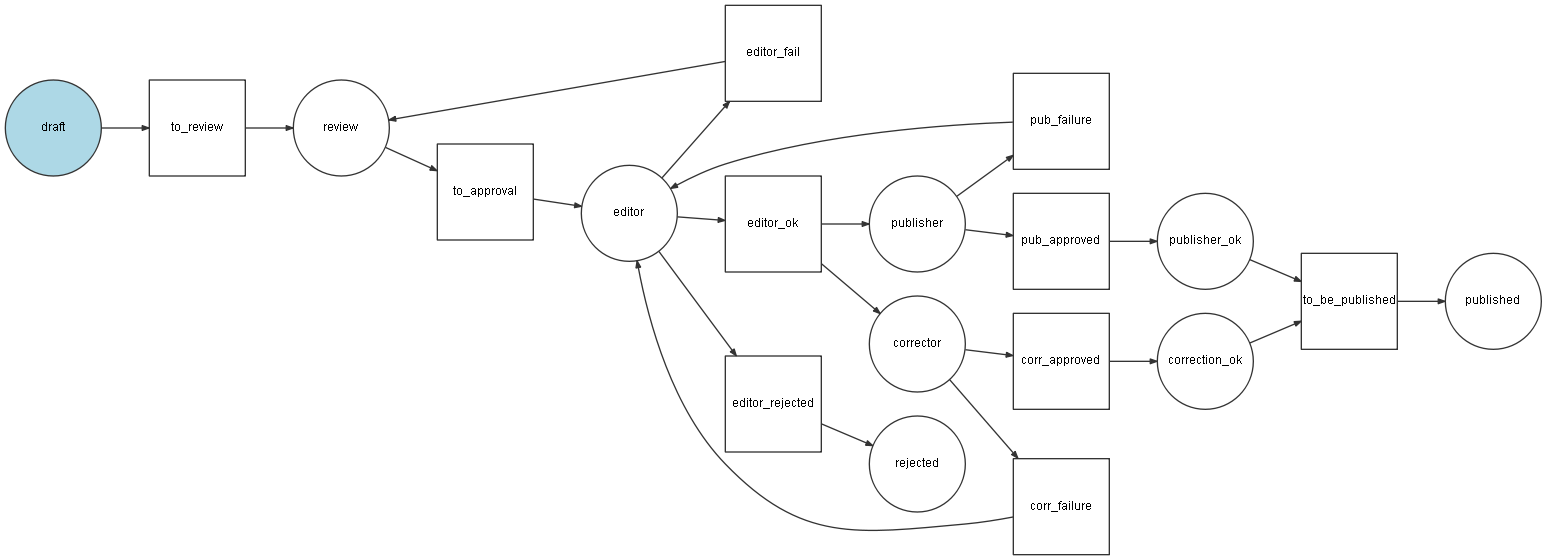 draft
to_review
review
to_approval
editor
editor_fail
editor_ok
editor_rejected
publisher
corrector
rejected
pub_failure
pub_approved
corr_approved
corr_failure
publisher_ok
correction_ok
to_be_published
published